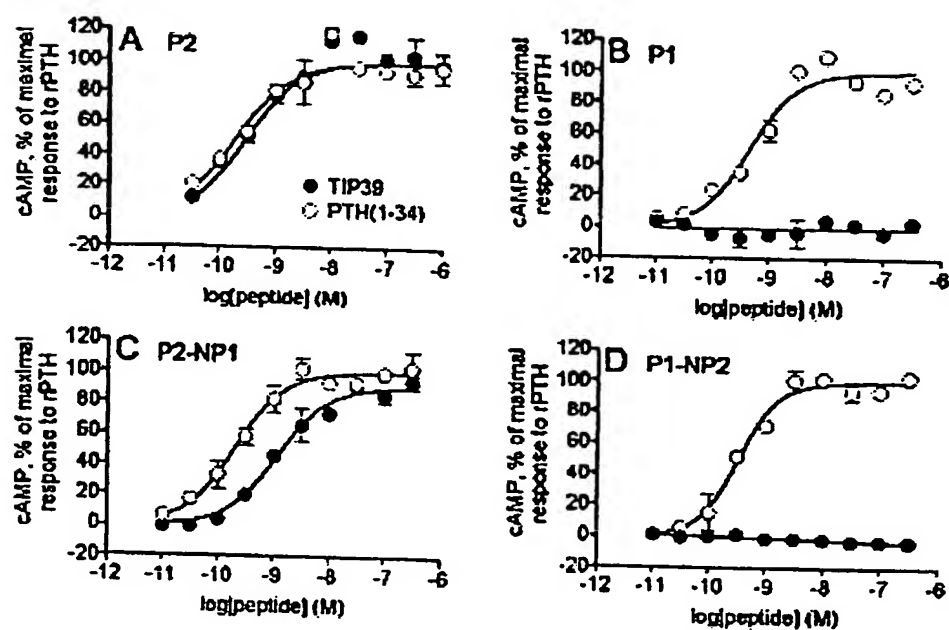 A P2
cAMP, % of maximal
response to rPTH
120
100
80
60
40
20
0
-20
TIP39
PTH(1-34)
-12 -11 -10 -9 -8 -7 -6
log[peptide] (M)
B P1
cAMP, % of maximal
response to rPTH
120
100
80
60
40
20
0
-20
-12 -11 -10 -9 -8 -7 -6
log[peptide] (M)
C P2-NP1
cAMP, % of maximal
response to rPTH
120
100
80
60
40
20
0
-20
-12 -11 -10 -9 -8 -7 -6
log[peptide] (M)
D P1-NP2
cAMP, % of maximal
response to rPTH
120
100
80
60
40
20
0
-20
-12 -11 -10 -9 -8 -7 -6
log[peptide] (M)